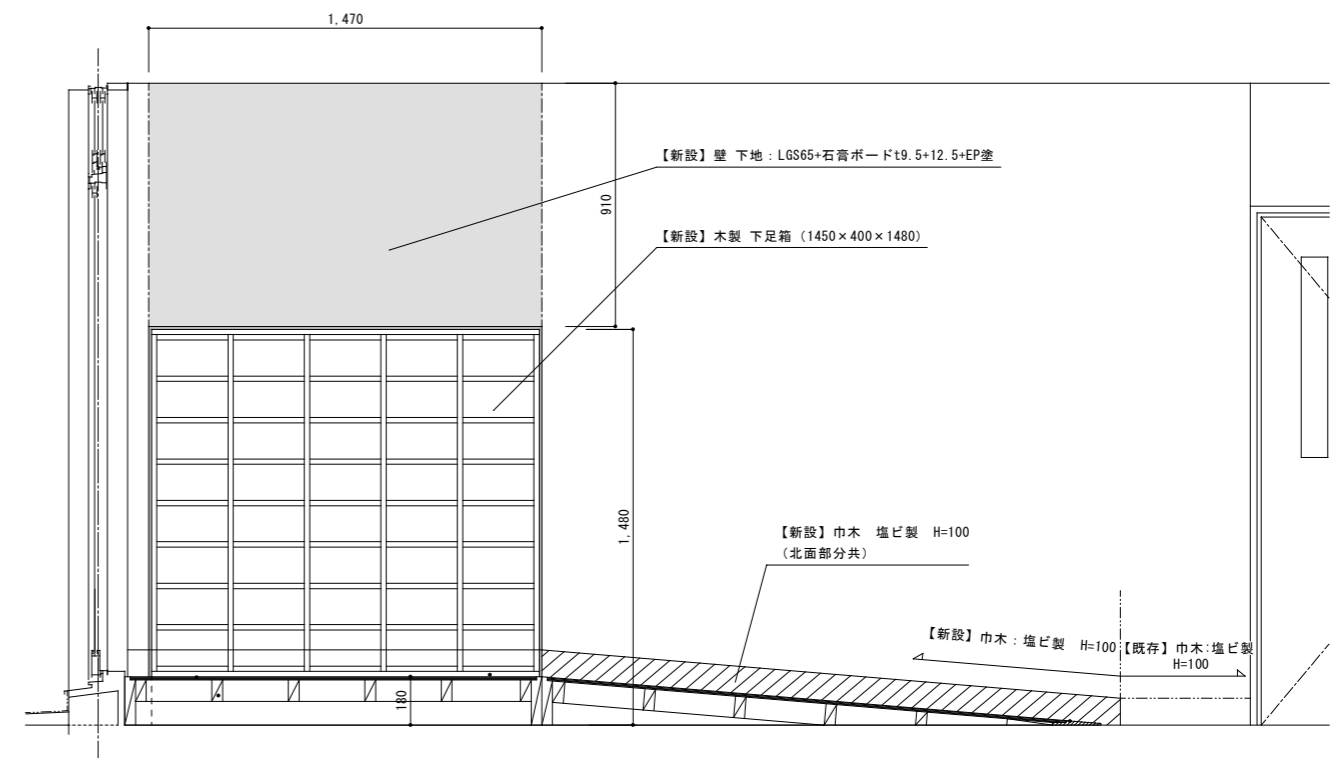 1,470
【新設】壁 下地：LGS65+石膏ボードt9.5+12.5+EP塗
910
【新設】木製 下足箱（1450×400×1480）
1,480
【新設】巾木 塩ビ製 H=100
（北面部分共）
【新設】巾木：塩ビ製 H=100
【既存】巾木:塩ビ製
H=100
180